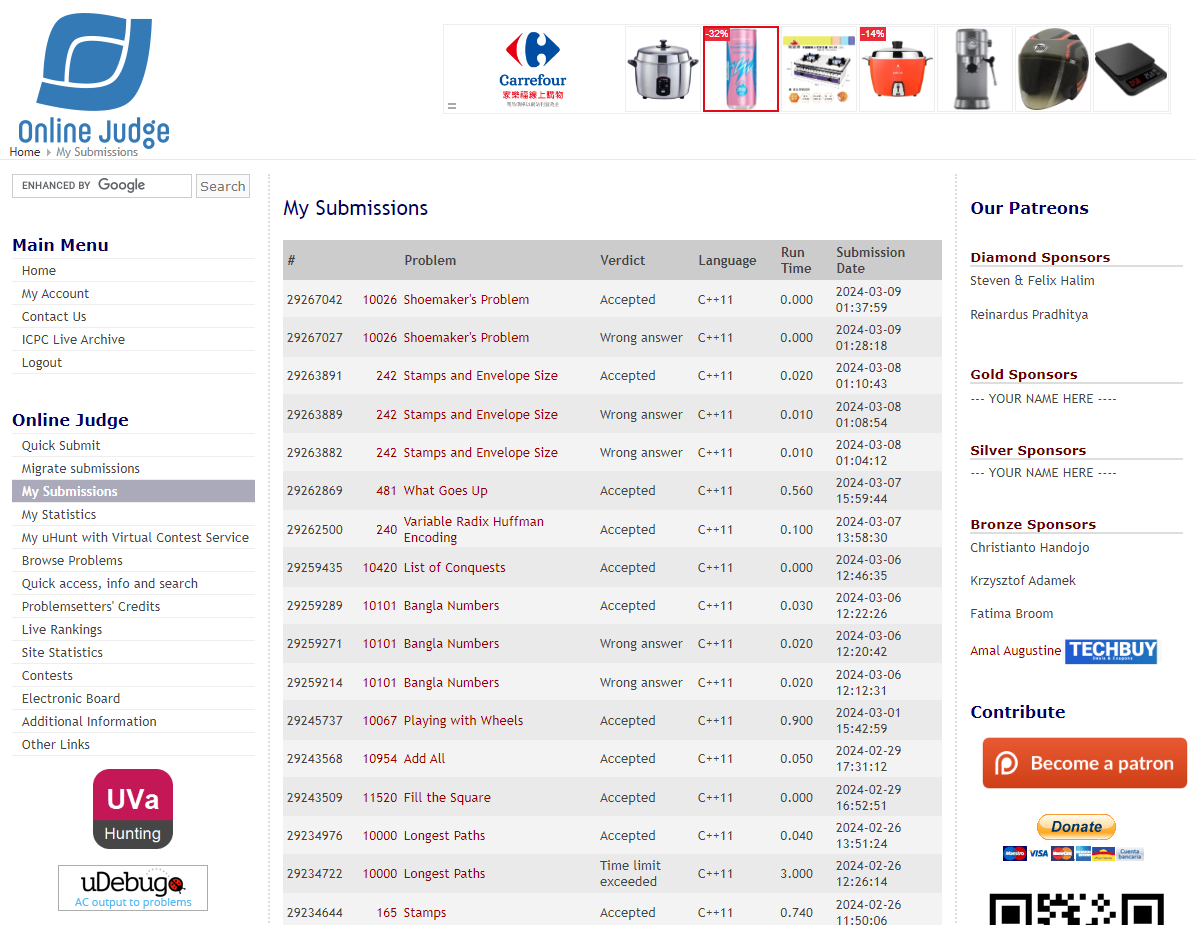 Online Judge
Carrefour
家樂福線上購物
-32%
-14%
Home My Submissions
ENHANCED BY Google Search
Main Menu
Home
My Account
Contact Us
ICPC Live Archive
Logout
Online Judge
Quick Submit
Migrate submissions
My Submissions
My Statistics
My uHunt with Virtual Contest Service
Browse Problems
Quick access, info and search
Problemsetters' Credits
Live Rankings
Site Statistics
Contests
Electronic Board
Additional Information
Other Links
UVa
Hunting
uDebug
AC output to problems
My Submissions
# Problem Verdict Language Run Time Submission Date
29267042 10026 Shoemaker's Problem Accepted C++11 0.000 2024-03-09 01:37:59
29267027 10026 Shoemaker's Problem Wrong answer C++11 0.000 2024-03-09 01:28:18
29263891 242 Stamps and Envelope Size Accepted C++11 0.020 2024-03-08 01:10:43
29263889 242 Stamps and Envelope Size Wrong answer C++11 0.010 2024-03-08 01:08:54
29263882 242 Stamps and Envelope Size Wrong answer C++11 0.010 2024-03-08 01:04:12
29262869 481 What Goes Up Accepted C++11 0.560 2024-03-07 15:59:44
29262500 240 Variable Radix Huffman Encoding Accepted C++11 0.100 2024-03-07 13:58:30
29259435 10420 List of Conquests Accepted C++11 0.000 2024-03-06 12:46:35
29259289 10101 Bangla Numbers Accepted C++11 0.030 2024-03-06 12:22:26
29259271 10101 Bangla Numbers Wrong answer C++11 0.020 2024-03-06 12:20:42
29259214 10101 Bangla Numbers Wrong answer C++11 0.020 2024-03-06 12:12:31
29245737 10067 Playing with Wheels Accepted C++11 0.900 2024-03-01 15:42:59
29243568 10954 Add All Accepted C++11 0.050 2024-02-29 17:31:12
29243509 11520 Fill the Square Accepted C++11 0.000 2024-02-29 16:52:51
29234976 10000 Longest Paths Accepted C++11 0.040 2024-02-26 13:51:24
29234722 10000 Longest Paths Time limit exceeded C++11 3.000 2024-02-26 12:26:14
29234644 165 Stamps Accepted C++11 0.740 2024-02-26 11:50:06
Our Patreons
Diamond Sponsors
Steven & Felix Halim
Reinardus Pradhitya
Gold Sponsors
--- YOUR NAME HERE ----
Silver Sponsors
--- YOUR NAME HERE ----
Bronze Sponsors
Christianto Handojo
Krzysztof Adamek
Fatima Broom
Amal Augustine TECHBUY
Contribute
Become a patron
Donate
Maestro VISA
Cuenta bancaria